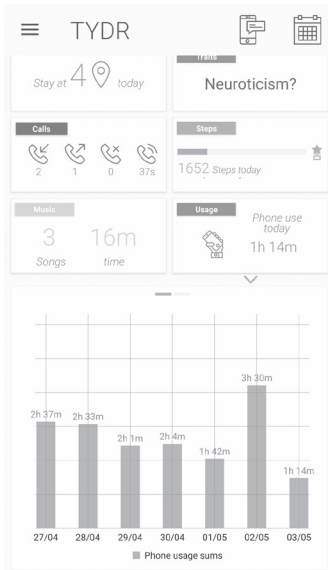 TYDR
Stay at 4 today
Traits
Neuroticism?
Calls
2 1 0 37s
Steps
1652 Steps today
Music
3 16m
Songs time
Usage
Phone use
today
1h 14m
3h 30m
2h 37m 2h 33m
2h 1m 2h 4m
1h 42m
1h 14m
27/04 28/04 29/04 30/04 01/05 02/05 03/05
Phone usage sums